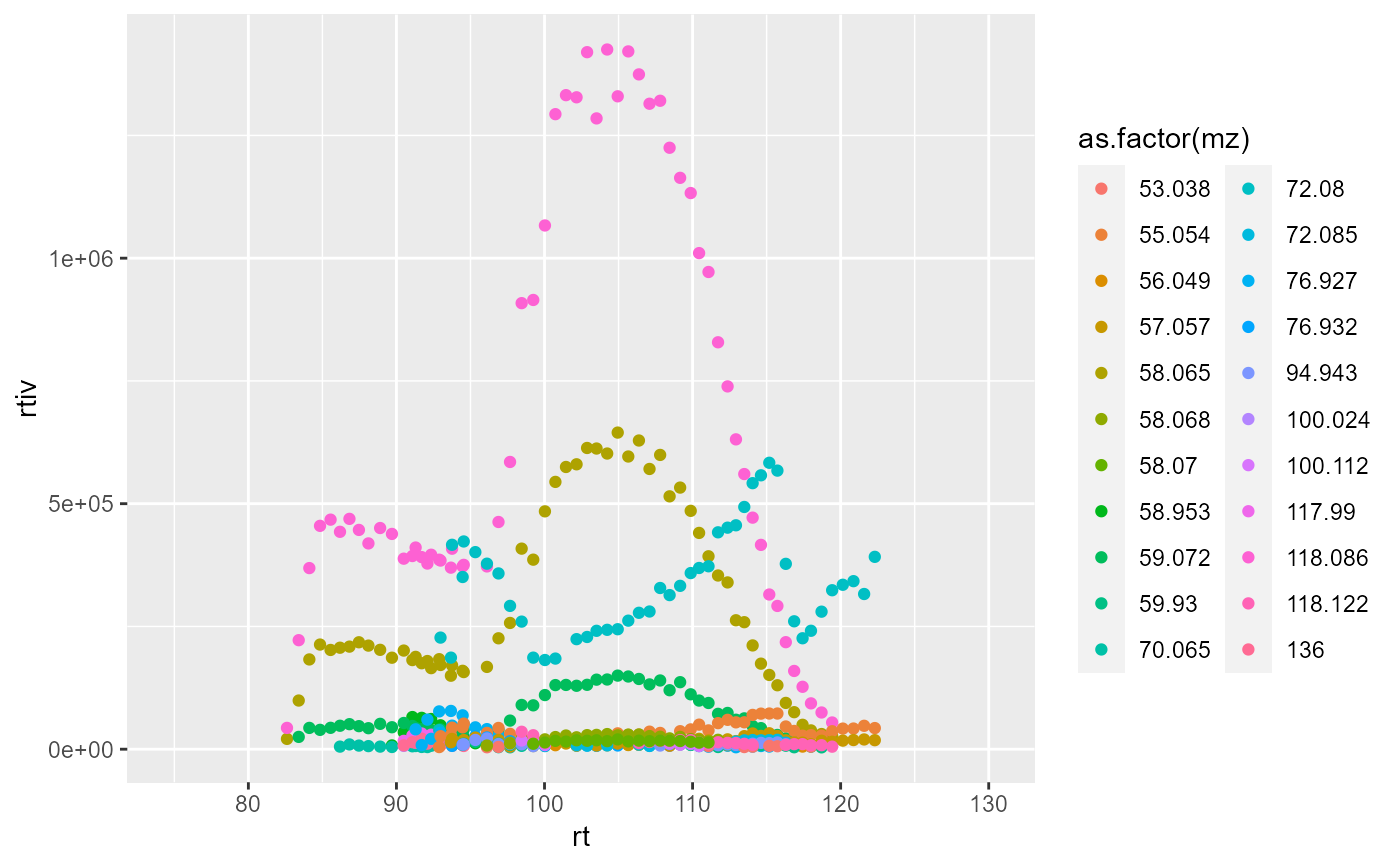 rtiv
1e+06
5e+05
0e+00
80 90 100 110 120 130
rt
as.factor(mz)
53.038 72.08
55.054 72.085
56.049 76.927
57.057 76.932
58.065 94.943
58.068 100.024
58.07 100.112
58.953 117.99
59.072 118.086
59.93 118.122
70.065 136